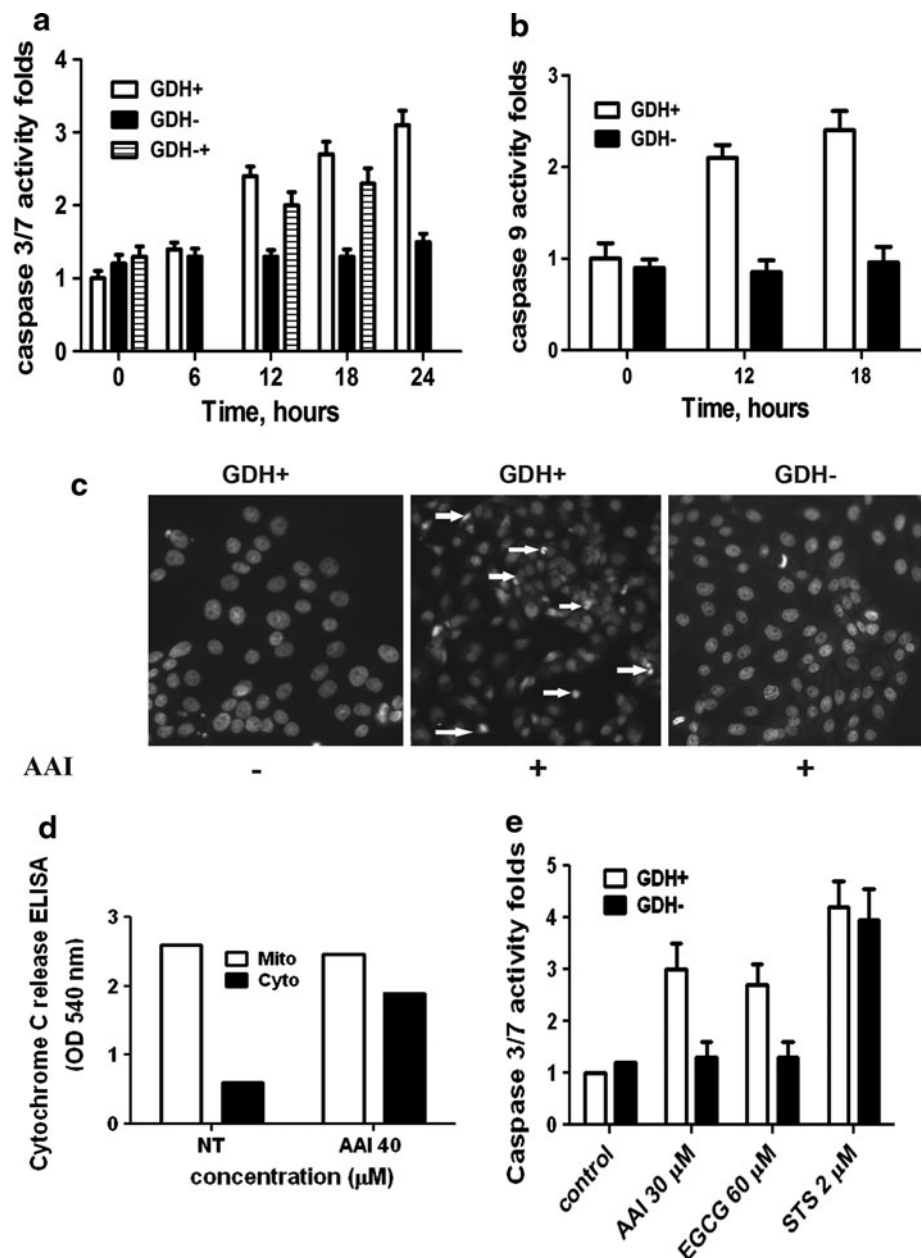 a
caspase 3/7 activity folds
4
3
2
1
0
GDH+
GDH-
GDH-+
0 6 12 18 24
Time, hours
b
caspase 9 activity folds
3
2
1
0
GDH+
GDH-
0 12 18
Time, hours
c
GDH+ GDH+ GDH-
AAI - + +
d
Cytochrome C release ELISA
(OD 540 nm)
3
2
1
0
Mito
Cyto
NT AAI 40
concentration (µM)
e
Caspase 3/7 activity folds
5
4
3
2
1
0
GDH+
GDH-
control
AAI 30 µM
EGCG 60 µM
STS 2 µM